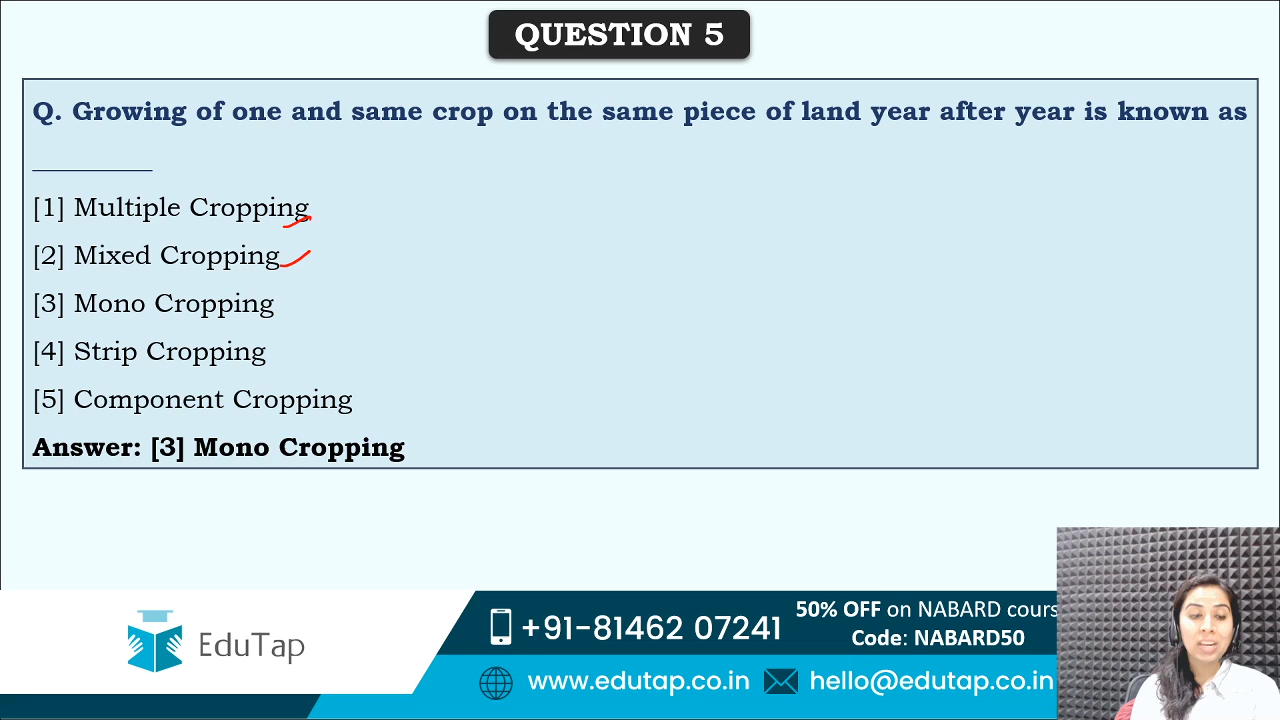 QUESTION 5
Q. Growing of one and same crop on the same piece of land year after year is known as
__________
[1] Multiple Cropping
[2] Mixed Cropping
[3] Mono Cropping
[4] Strip Cropping
[5] Component Cropping
Answer: [3] Mono Cropping
EduTap
+91-81462 07241
50% OFF on NABARD cours
Code: NABARD50
www.edutap.co.in
hello@edutap.co.in